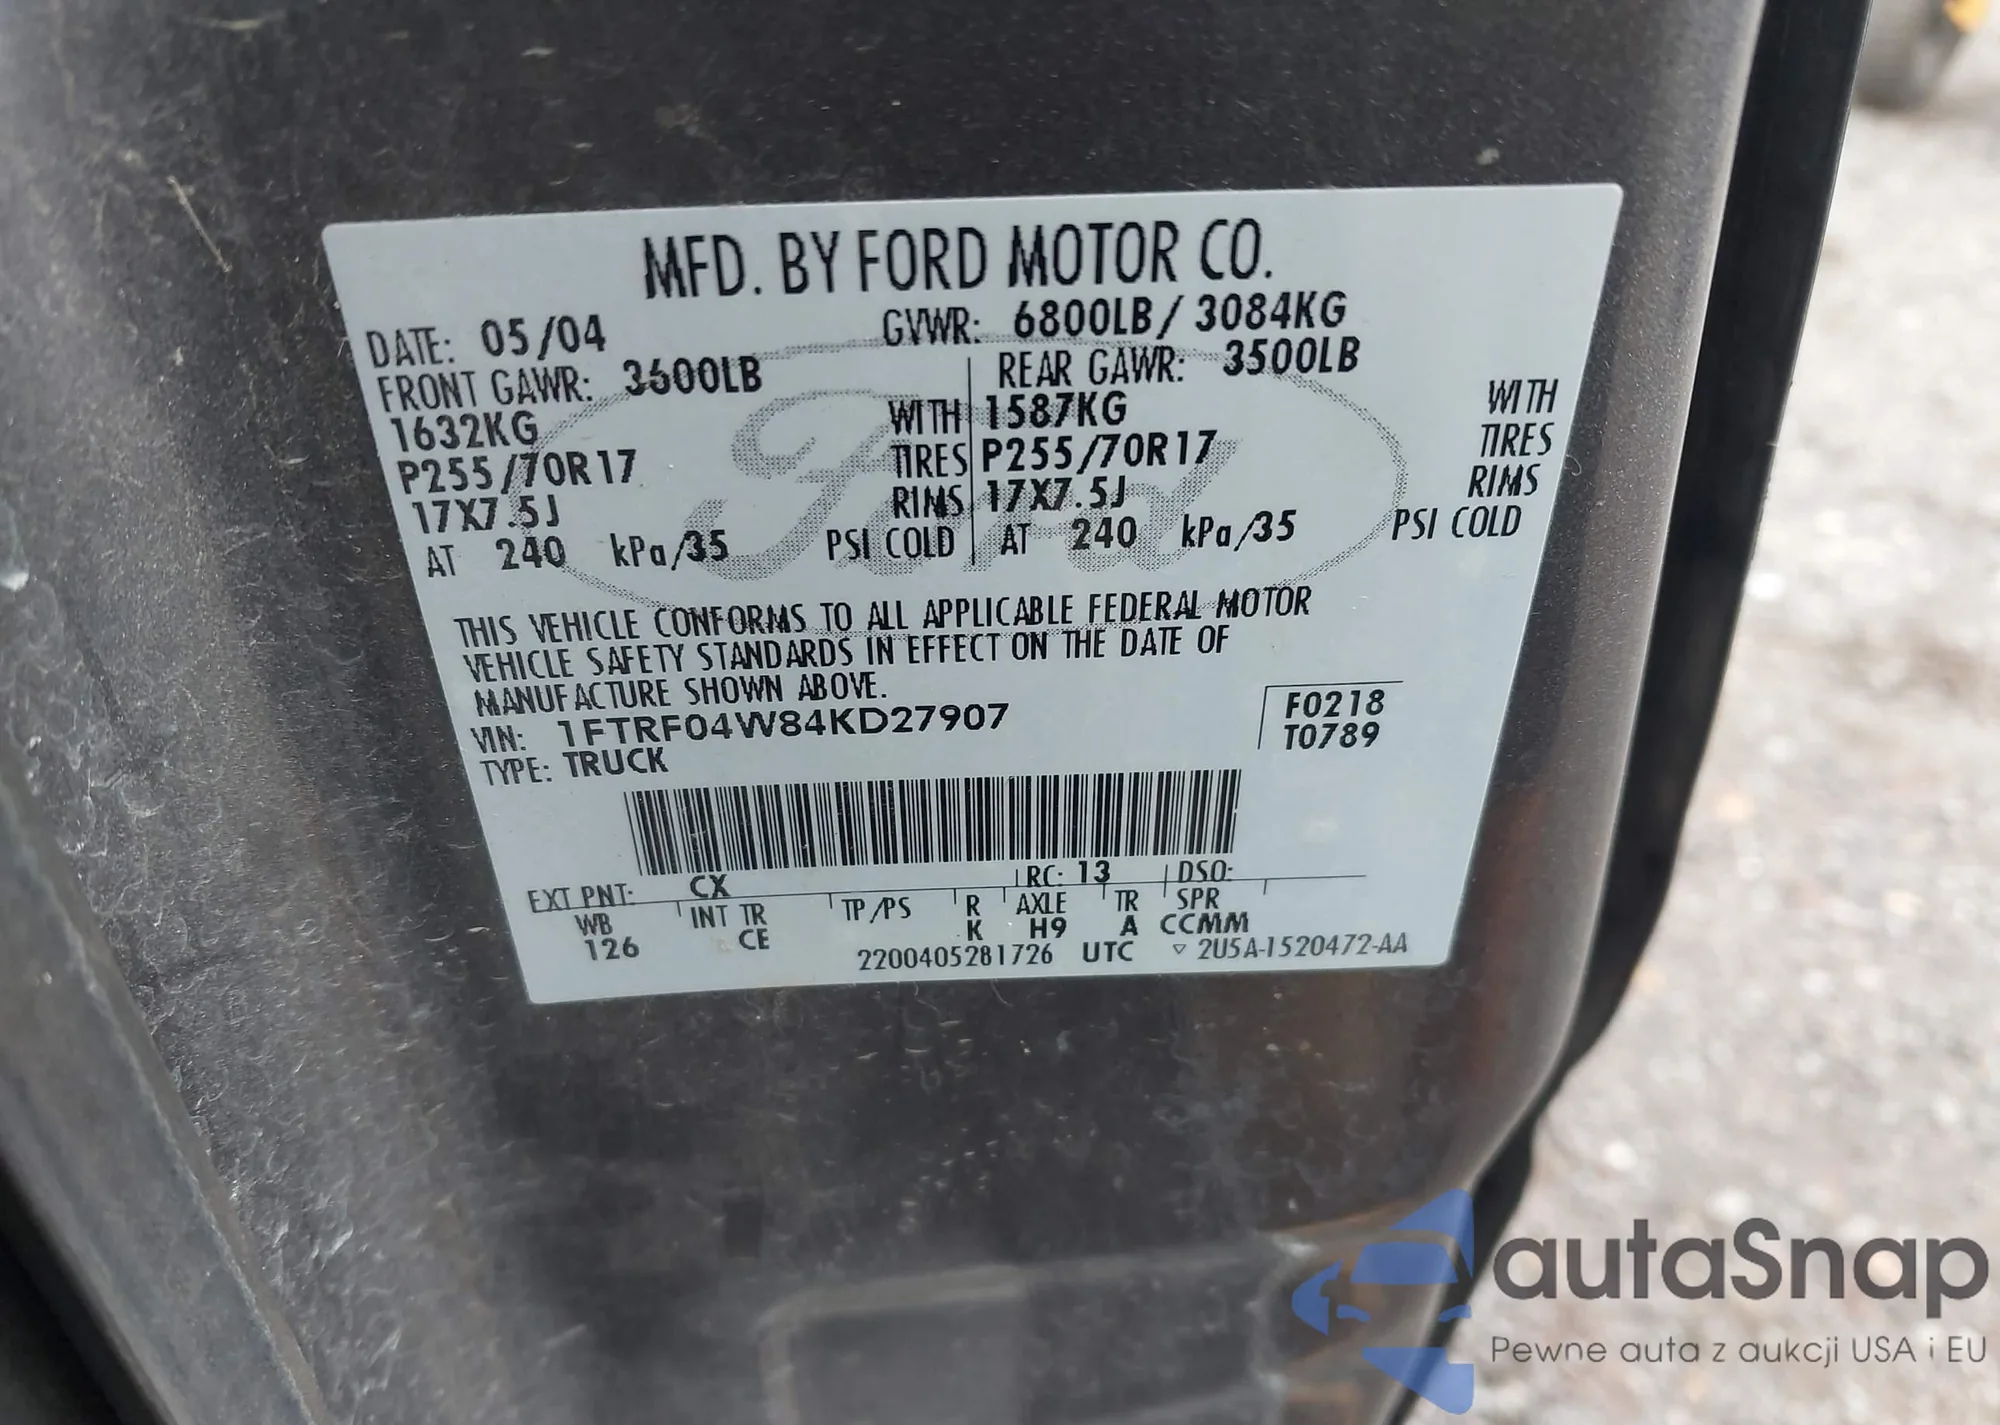 MFD. BY FORD MOTOR CO.
DATE: 05/04 GVWR: 6800LB/ 3084KG
FRONT GAWR: 3600LB REAR GAWR: 3500LB
1632KG WITH 1587KG WITH
P255/70R17 TIRES P255/70R17 TIRES
17X7.5J RIMS 17X7.5J RIMS
AT 240 kPa/35 PSI COLD AT 240 kPa/35 PSI COLD
Ford
THIS VEHICLE CONFORMS TO ALL APPLICABLE FEDERAL MOTOR
VEHICLE SAFETY STANDARDS IN EFFECT ON THE DATE OF
MANUFACTURE SHOWN ABOVE.
VIN: 1FTRF04W84KD27907 F0218
TYPE: TRUCK T0789
EXT PNT: CX RC: 13 DSO:
WB INT TR TP/PS R AXLE TR SPR
126 CE K H9 A CCMM
2200405281726 UTC ▽ 2U5A-1520472-AA
autaSnap
Pewne auta z aukcji USA i EU